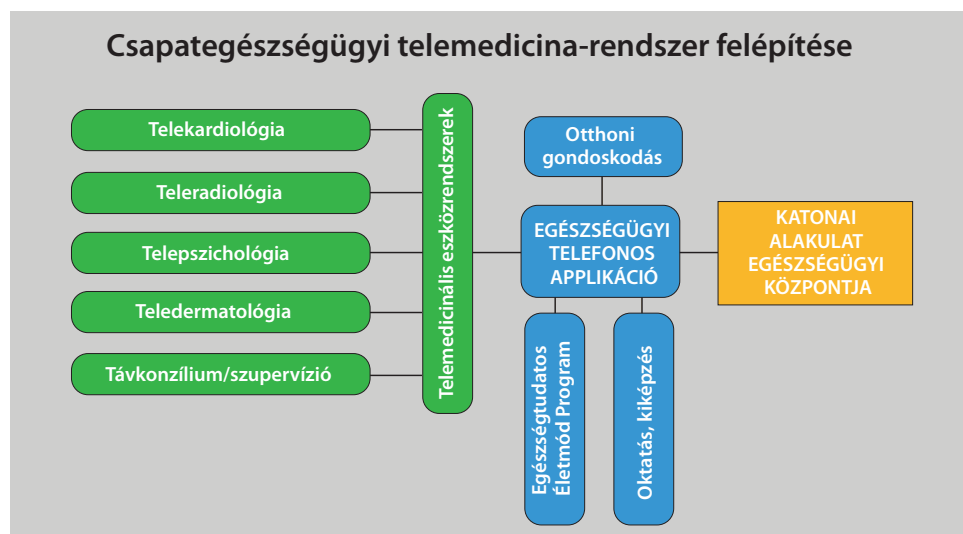 Csapategészségügyi telemedicina-rendszer felépítése
Telekardiológia
Teleradiológia
Telepszichológia
Teledermatológia
Távkonzílium/szupervízió
Telemedicinális eszközrendszerek
Otthoni
gondoskodás
EGÉSZSÉGÜGYI
TELEFONOS
APPLIKÁCIÓ
Egészségtudatos
Életmód Program
Oktatás, kiképzés
KATONAI
ALAKULAT
EGÉSZSÉGÜGYI
KÖZPONTJA